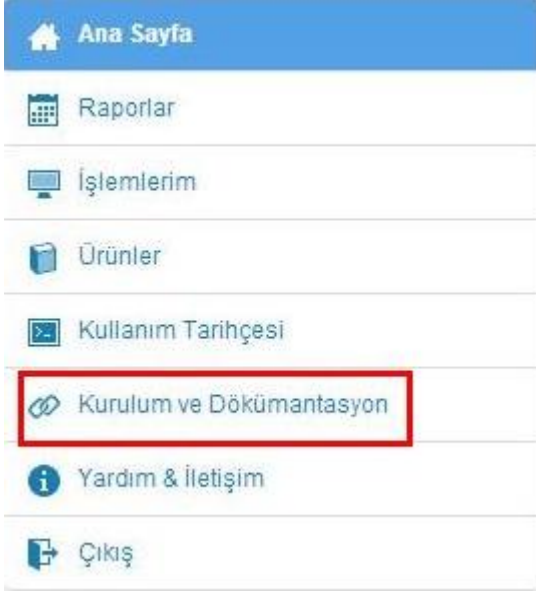 Ana Sayfa
Raporlar
İşlemlerim
Ürünler
Kullanım Tarihçesi
Kurulum ve Dökümantasyon
Yardım & İletişim
Çıkış